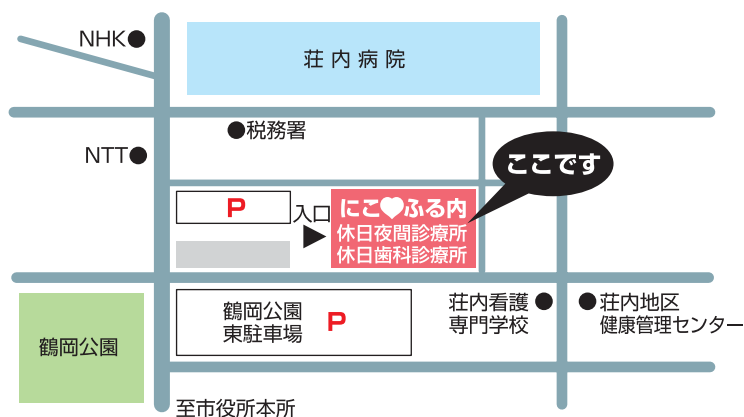 NHK
荘内病院
税務署
NTT
ここです
P
入口
にこ♥ふる内
休日夜間診療所
休日歯科診療所
鶴岡公園
鶴岡公園
東駐車場
P
荘内看護
専門学校
荘内地区
健康管理センター
至市役所本所